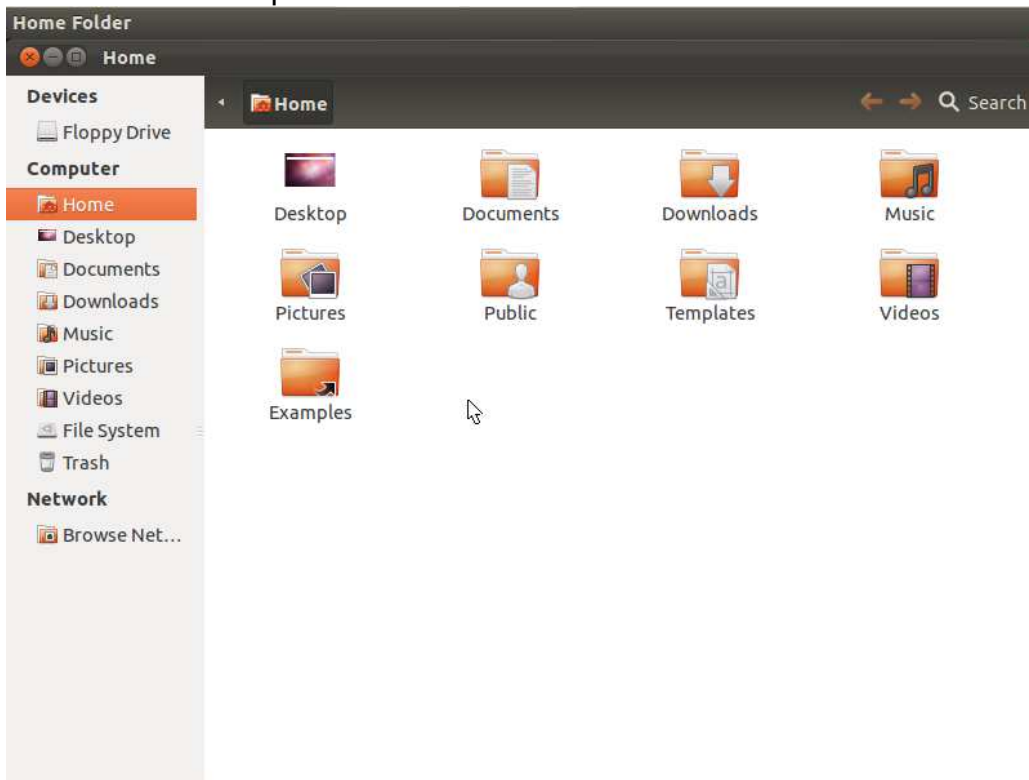 Home Folder
Home
Devices
Floppy Drive
Computer
Home
Desktop
Documents
Downloads
Music
Pictures
Videos
File System
Trash
Network
Browse Net...
Home
Search
Desktop
Documents
Downloads
Music
Pictures
Public
Templates
Videos
Examples